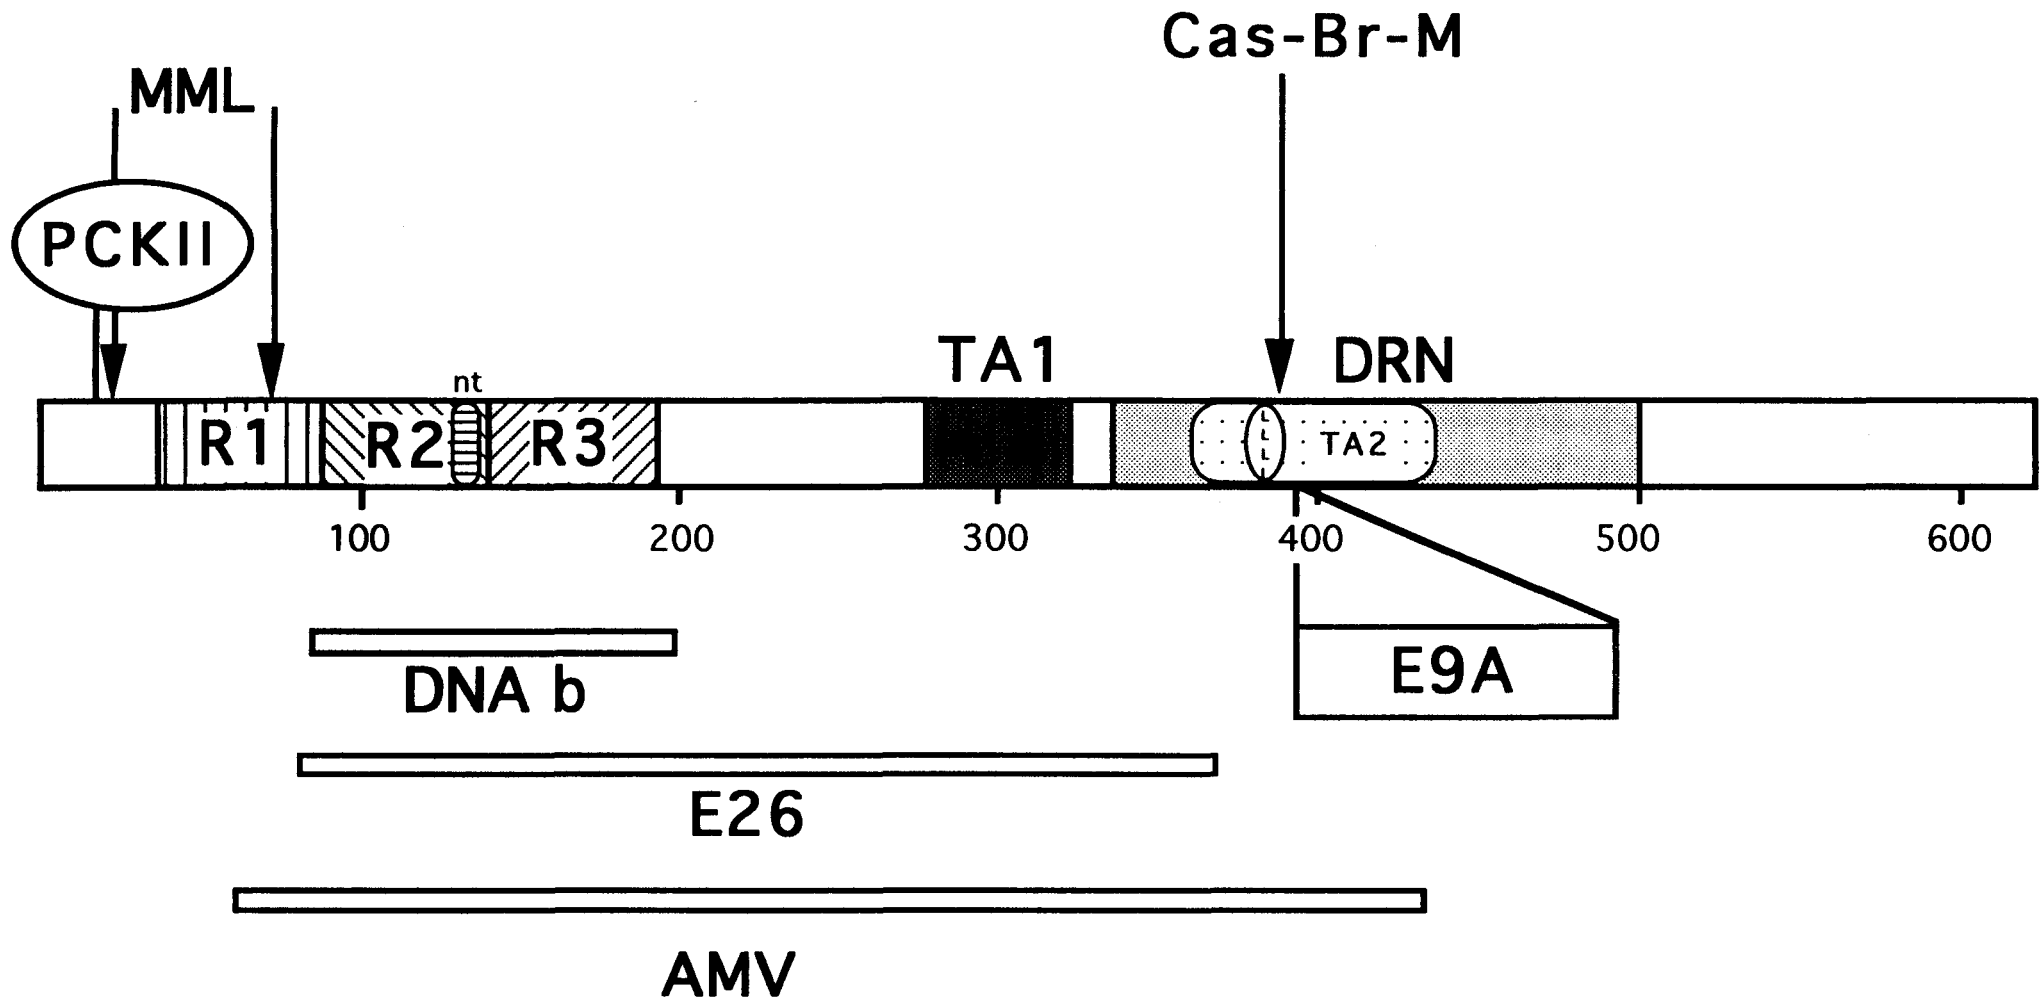 Cas-Br-M
MML
PCKII
TA1
DRN
nt
R1
R2
R3
L
L
L
L
TA2
100
200
300
400
500
600
DNA b
E9A
E26
AMV